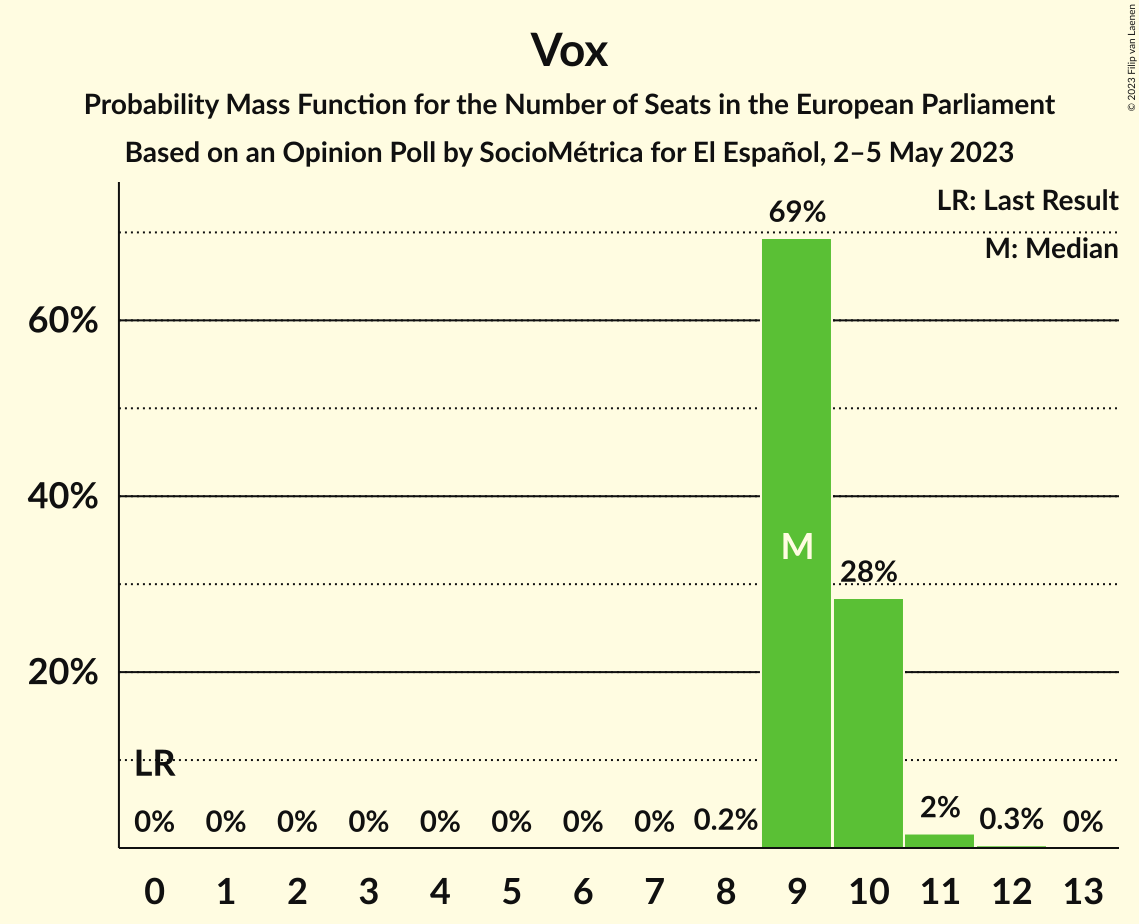 Vox
Probability Mass Function for the Number of Seats in the European Parliament
Based on an Opinion Poll by SocioMétrica for El Español, 2–5 May 2023
© 2023 Filip van Laenen
LR: Last Result
M: Median
69%
60%
M
28%
40%
20%
LR
0% 0% 0% 0% 0% 0% 0% 0% 0.2% 2% 0.3% 0%
0 1 2 3 4 5 6 7 8 9 10 11 12 13